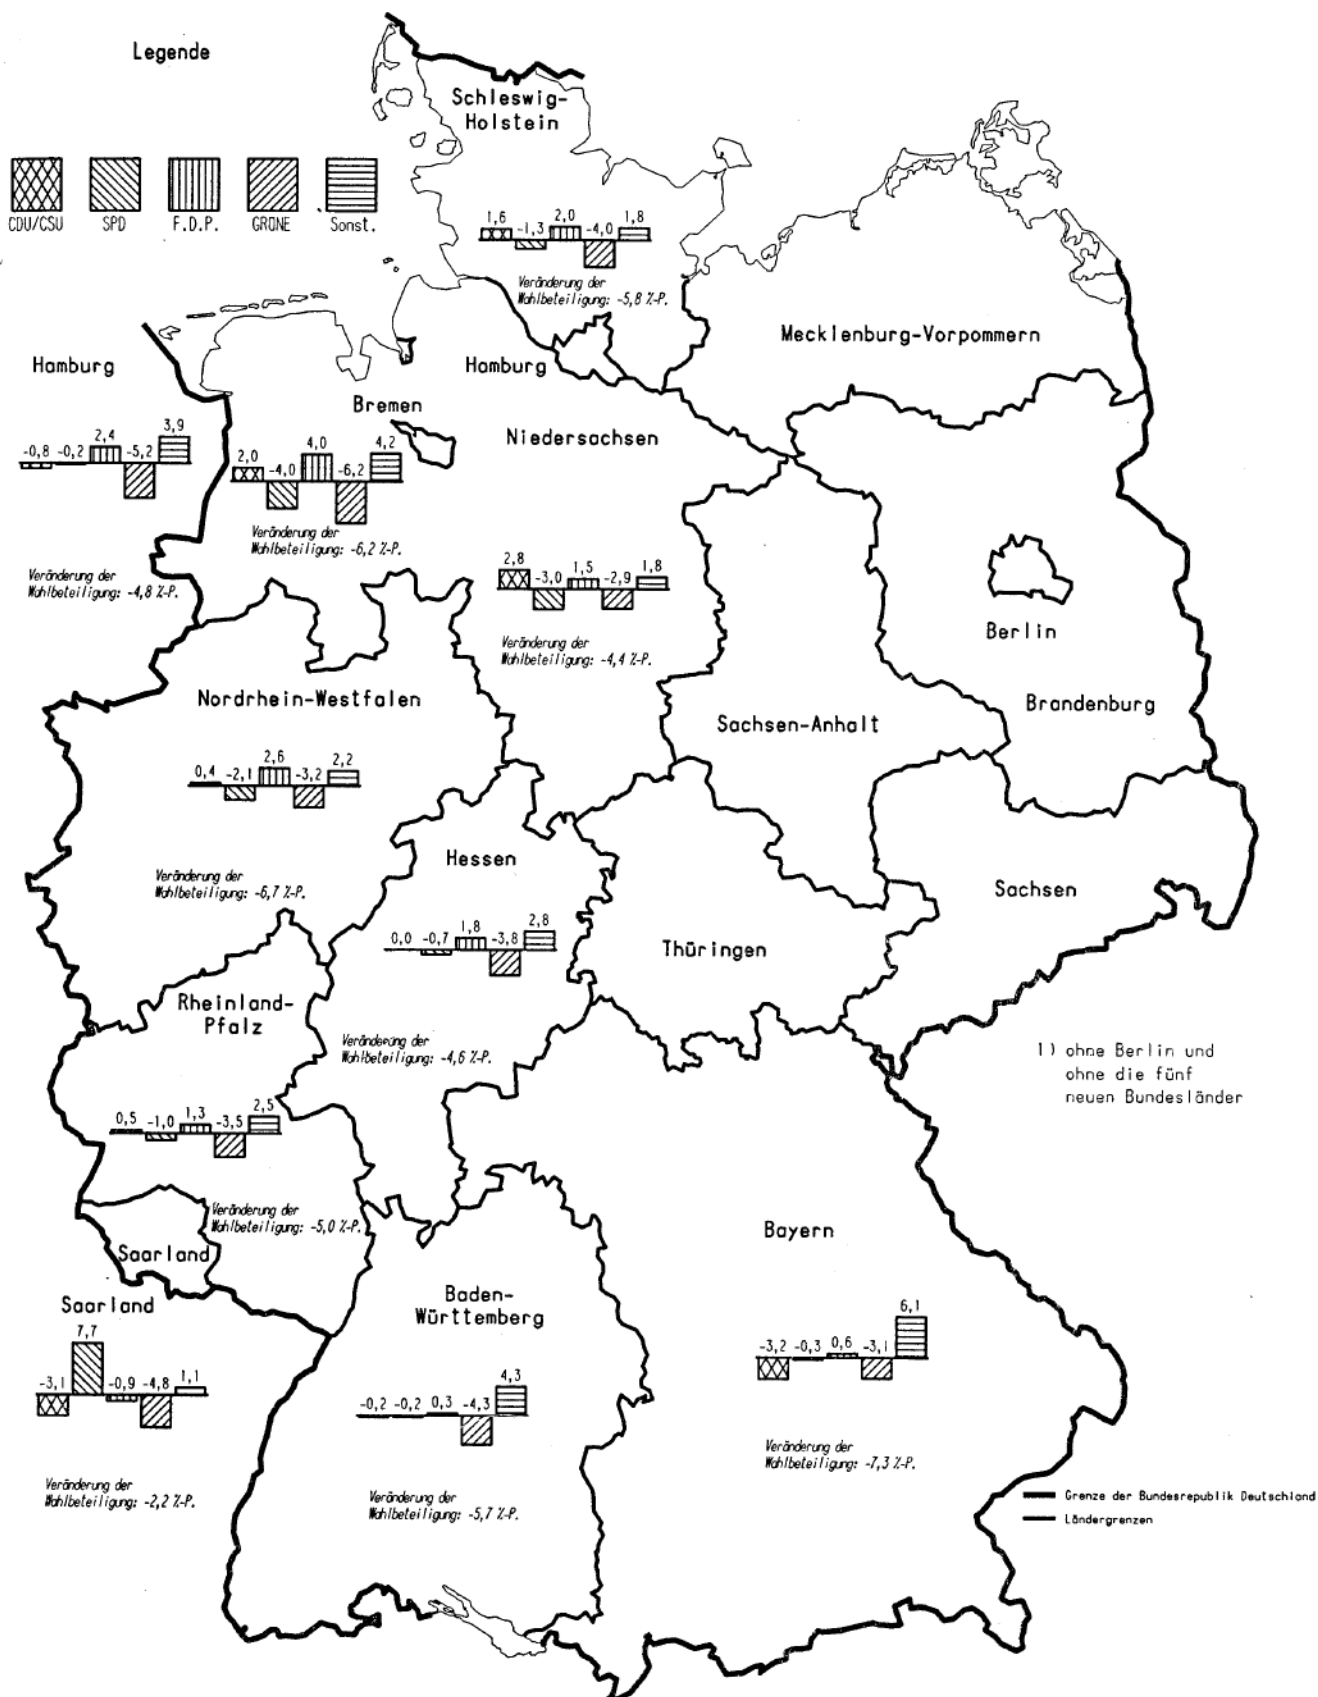 Legende
CDU/CSU SPD F.D.P. GRÜNE Sonst.
Schleswig-
Holstein
1,6 -1,3 2,0 -4,0 1,8
Veränderung der
Wahlbeteiligung: -5,8 %-P.
Mecklenburg-Vorpommern
Hamburg
Hamburg
-0,8 -0,2 2,4 -5,2 3,9
Veränderung der
Wahlbeteiligung: -4,8 %-P.
Bremen
2,0 -4,0 4,0 -6,2 4,2
Veränderung der
Wahlbeteiligung: -6,2 %-P.
Niedersachsen
2,8 -3,0 1,5 -2,9 1,8
Veränderung der
Wahlbeteiligung: -4,4 %-P.
Berlin
Brandenburg
Sachsen-Anhalt
Nordrhein-Westfalen
0,4 -2,1 2,6 -3,2 2,2
Veränderung der
Wahlbeteiligung: -6,7 %-P.
Hessen
0,0 -0,7 1,8 -3,8 2,8
Veränderung der
Wahlbeteiligung: -4,6 %-P.
Sachsen
Thüringen
Rheinland-
Pfalz
0,5 -1,0 1,3 -3,5 2,5
Veränderung der
Wahlbeteiligung: -5,0 %-P.
1) ohne Berlin und
ohne die fünf
neuen Bundesländer
Saarland
Saarland
7,7
-3,1 -0,9 -4,8 1,1
Veränderung der
Wahlbeteiligung: -2,2 %-P.
Baden-
Württemberg
-0,2 -0,2 0,3 -4,3 4,3
Veränderung der
Wahlbeteiligung: -5,7 %-P.
Bayern
-3,2 -0,3 0,6 -3,1 6,1
Veränderung der
Wahlbeteiligung: -7,3 %-P.
Grenze der Bundesrepublik Deutschland
Ländergrenzen